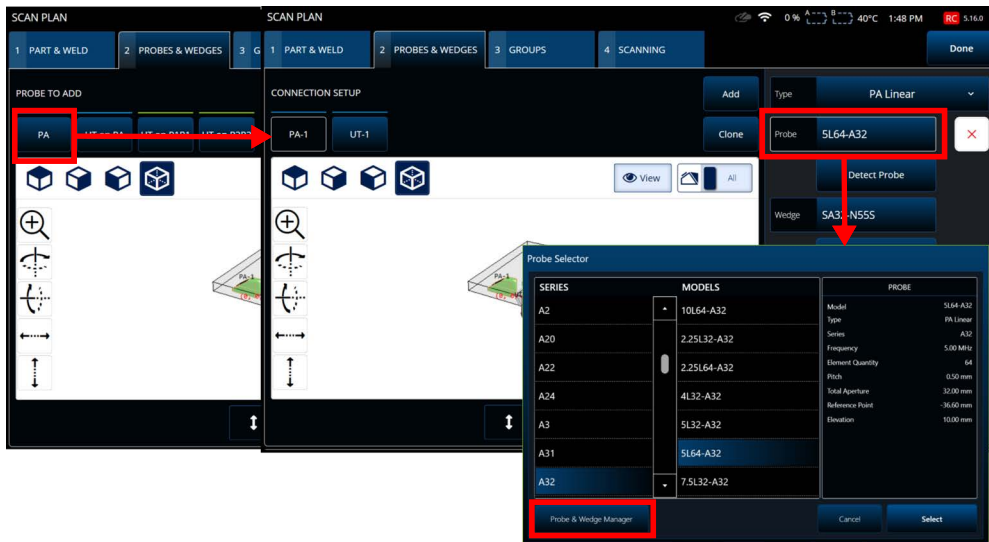 SCAN PLAN
1 PART & WELD
2 PROBES & WEDGES
3 G
PROBE TO ADD
PA
SCAN PLAN
0 % A B 40°C 1:48 PM RC 5.16.0
1 PART & WELD
2 PROBES & WEDGES
3 GROUPS
4 SCANNING
Done
CONNECTION SETUP
Add
Type PA Linear
PA-1
UT-1
Clone
Probe 5L64-A32
View
All
Detect Probe
Wedge SA32-N55S
PA-1
PA-1
Probe Selector
SERIES
A2
A20
A22
A24
A3
A31
A32
MODELS
10L64-A32
2.25L32-A32
2.25L64-A32
4L32-A32
5L32-A32
5L64-A32
7.5L32-A32
PROBE
Model 5L64-A32
Type PA Linear
Series A32
Frequency 5.00 MHz
Element Quantity 64
Pitch 0.50 mm
Total Aperture 32.00 mm
Reference Point -36.60 mm
Elevation 10.00 mm
Probe & Wedge Manager
Cancel
Select